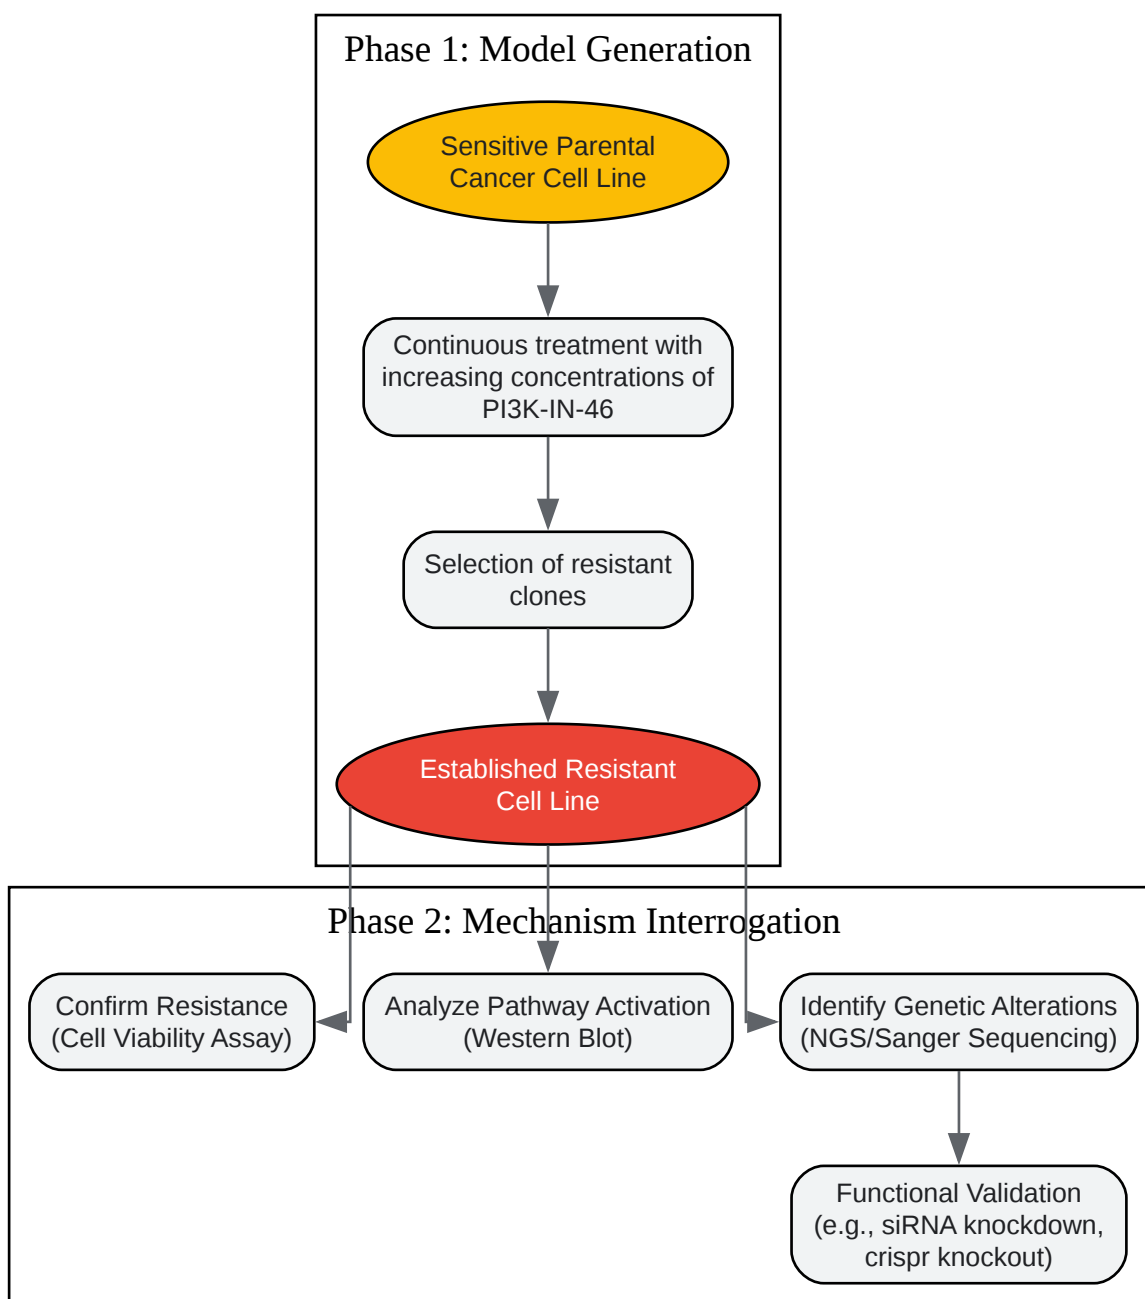 Phase 1: Model Generation
Sensitive Parental
Cancer Cell Line
Continuous treatment with
increasing concentrations of
PI3K-IN-46
Selection of resistant
clones
Established Resistant
Cell Line
Phase 2: Mechanism Interrogation
Confirm Resistance
(Cell Viability Assay)
Analyze Pathway Activation
(Western Blot)
Identify Genetic Alterations
(NGS/Sanger Sequencing)
Functional Validation
(e.g., siRNA knockdown,
crispr knockout)